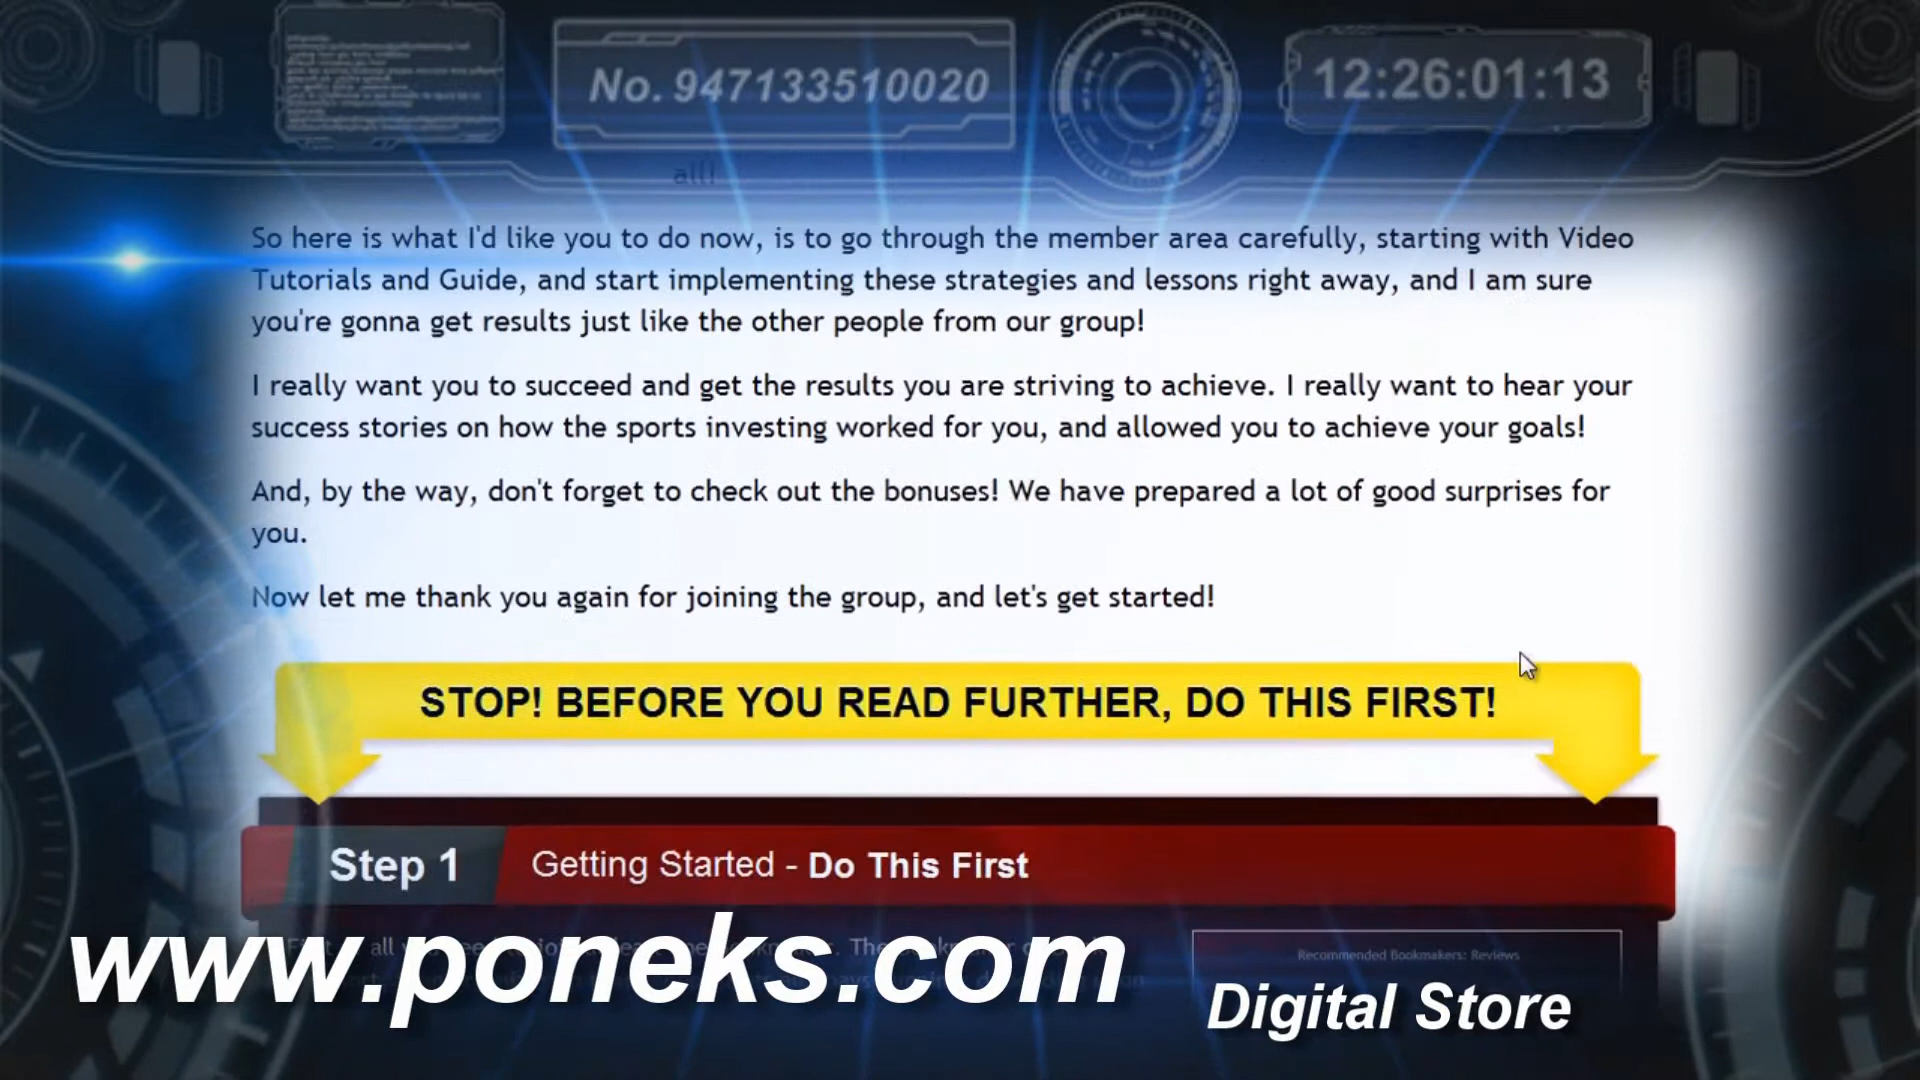 No. 947133510020
12:26:01:13
all!
So here is what I'd like you to do now, is to go through the member area carefully, starting with Video
Tutorials and Guide, and start implementing these strategies and lessons right away, and I am sure
you're gonna get results just like the other people from our group!
I really want you to succeed and get the results you are striving to achieve. I really want to hear your
success stories on how the sports investing worked for you, and allowed you to achieve your goals!
And, by the way, don't forget to check out the bonuses! We have prepared a lot of good surprises for
you.
Now let me thank you again for joining the group, and let's get started!
STOP! BEFORE YOU READ FURTHER, DO THIS FIRST!
Step 1 Getting Started - Do This First
www.poneks.com
Recommended Bookmakers: Reviews
Digital Store